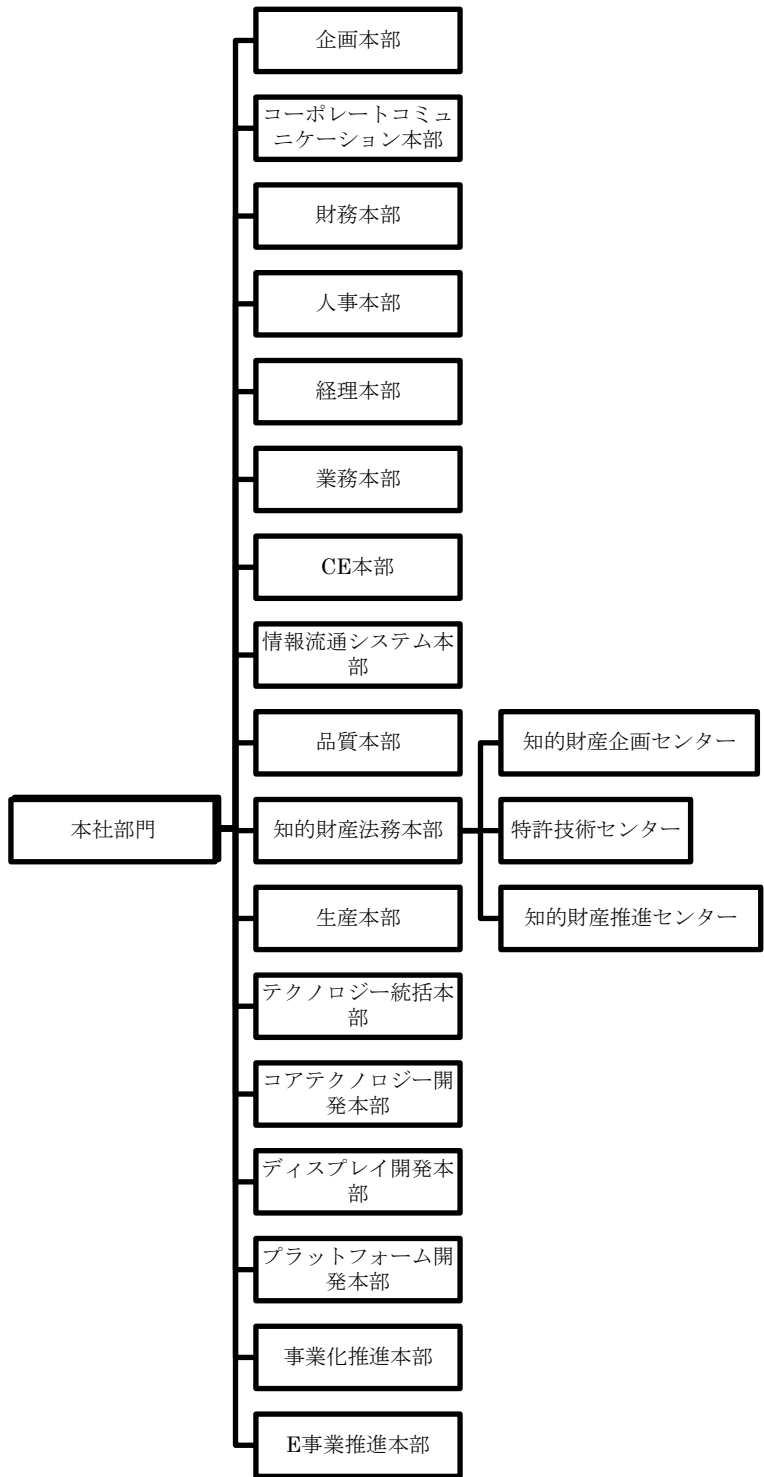 企画本部
コーポレートコミュ
ニケーション本部
財務本部
人事本部
経理本部
業務本部
CE本部
情報流通システム本
部
品質本部
知的財産企画センター
本社部門
知的財産法務本部
特許技術センター
生産本部
知的財産推進センター
テクノロジー統括本
部
コアテクノロジー開
発本部
ディスプレイ開発本
部
プラットフォーム開
発本部
事業化推進本部
E事業推進本部